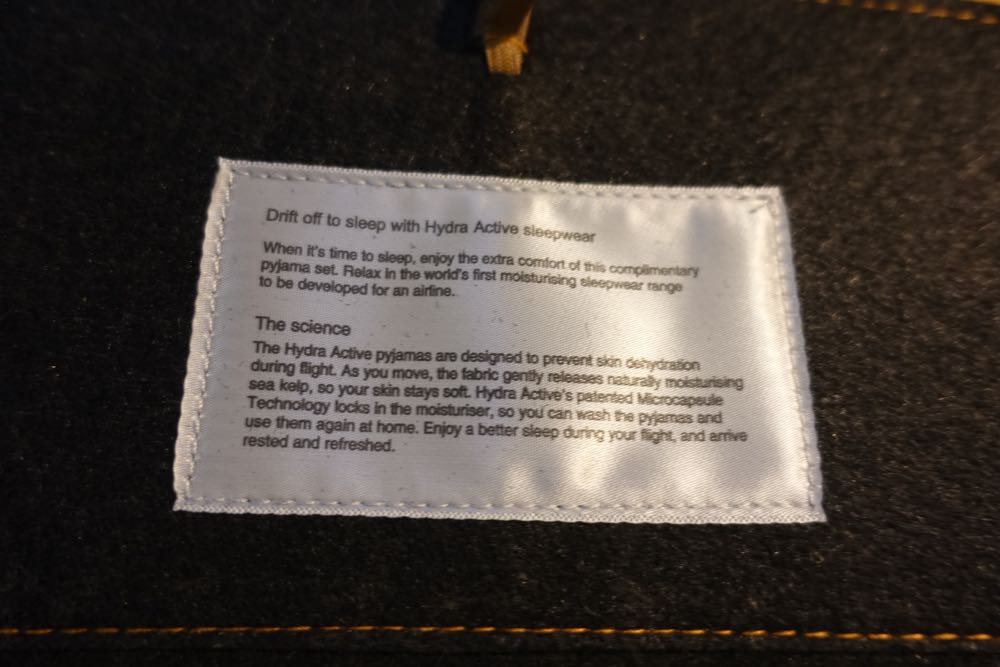 Drift off to sleep with Hydra Active sleepwear
When it's time to sleep, enjoy the extra comfort of this complimentary
pyjama set. Relax in the world's first moisturising sleepwear range
to be developed for an airline.
The science
The Hydra Active pyjamas are designed to prevent skin dehydration
during flight. As you move, the fabric gently releases naturally moisturising
sea kelp, so your skin stays soft. Hydra Active's patented Microcapsule
Technology locks in the moisturiser, so you can wash the pyjamas and
use them again at home. Enjoy a better sleep during your flight, and arrive
rested and refreshed.